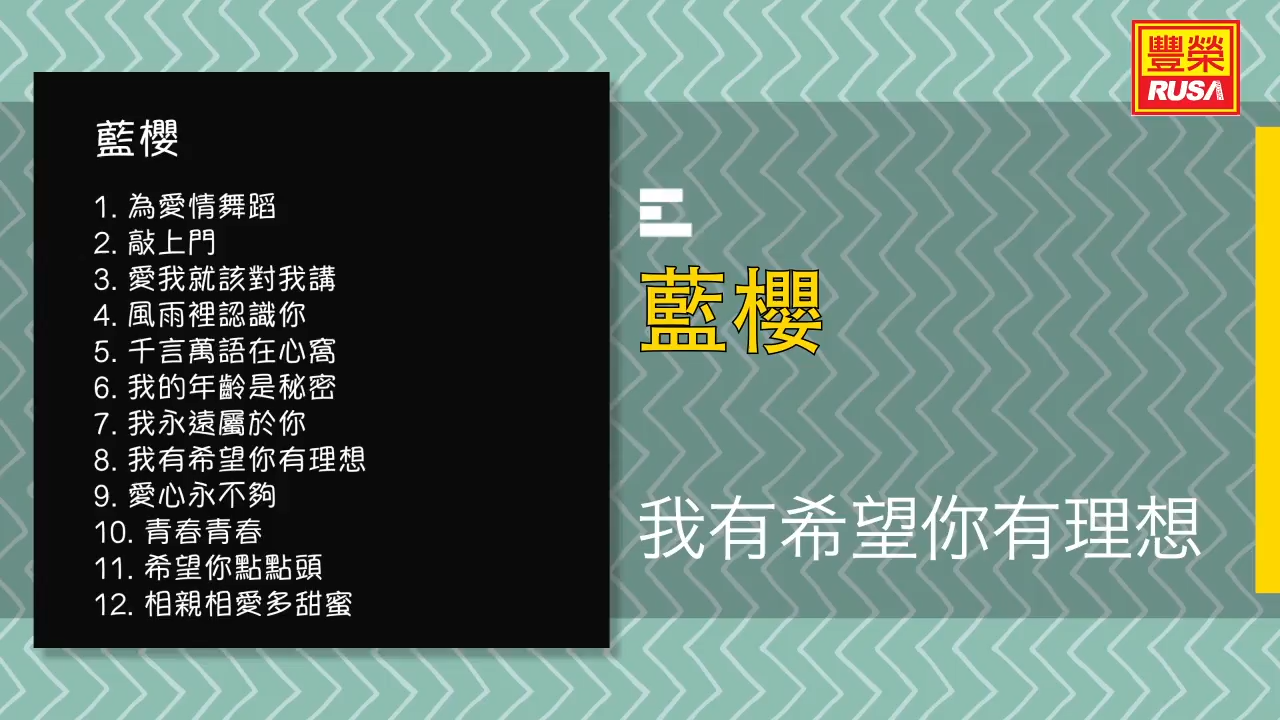 藍櫻
1. 為愛情舞蹈
2. 敲上門
3. 愛我就該對我講
4. 風雨裡認識你
5. 千言萬語在心窩
6. 我的年齡是秘密
7. 我永遠屬於你
8. 我有希望你有理想
9. 愛心永不夠
10. 青春青春
11. 希望你點點頭
12. 相親相愛多甜蜜
豐榮
RUSA
藍櫻
我有希望你有理想